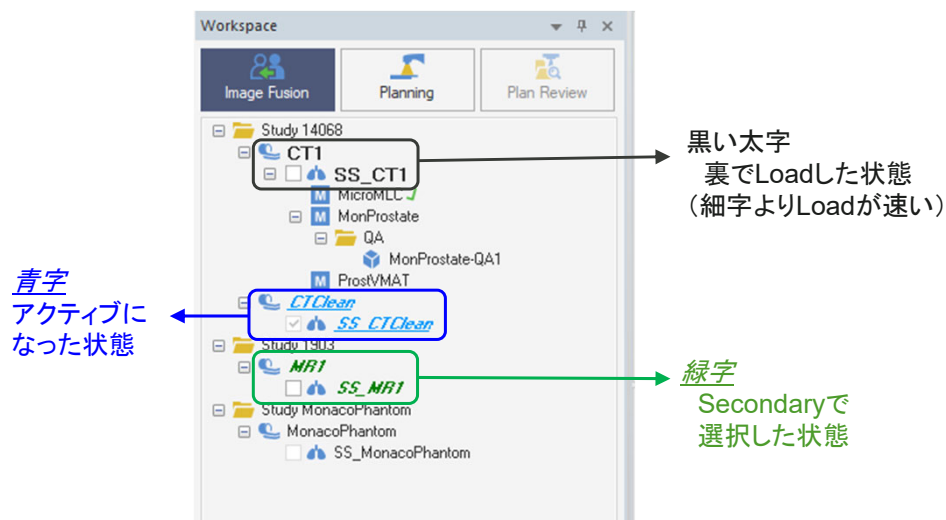 Workspace
Image Fusion
Planning
Plan Review
Study 14068
CT1
SS_CT1
MicroMLC
M MonProstate
QA
MonProstate-QA1
M ProstVMAT
CTClean
SS_CTClean
Study 1903
MR1
SS_MR1
Study MonacoPhantom
MonacoPhantom
SS_MonacoPhantom
黒い太字
裏でLoadした状態
（細字よりLoadが速い）
青字
アクティブに
なった状態
緑字
Secondaryで
選択した状態